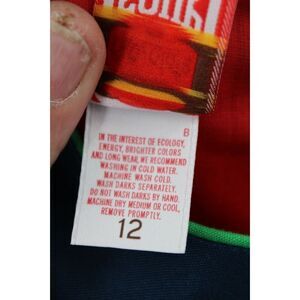 B
IN THE INTEREST OF ECOLOGY,
ENERGY, BRIGHTER COLORS
AND LONG WEAR, WE RECOMMEND
WASHING IN COLD WATER.
MACHINE WASH COLD.
WASH DARKS SEPARATELY.
DO NOT WASH DARKS BY HAND.
MACHINE DRY MEDIUM OR COOL,
REMOVE PROMPTLY.
12